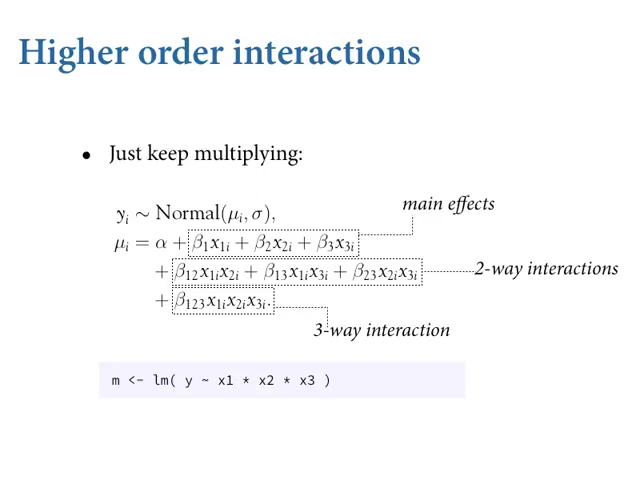 Higher order interactions
• Just keep multiplying:
yᵢ ~ Normal(μᵢ, σ),
main effects
μᵢ = α + β₁x₁ᵢ + β₂x₂ᵢ + β₃x₃ᵢ
+ β₁₂x₁ᵢx₂ᵢ + β₁₃x₁ᵢx₃ᵢ + β₂₃x₂ᵢx₃ᵢ
2-way interactions
+ β₁₂₃x₁ᵢx₂ᵢx₃ᵢ.
3-way interaction
m <- lm( y ~ x1 * x2 * x3 )